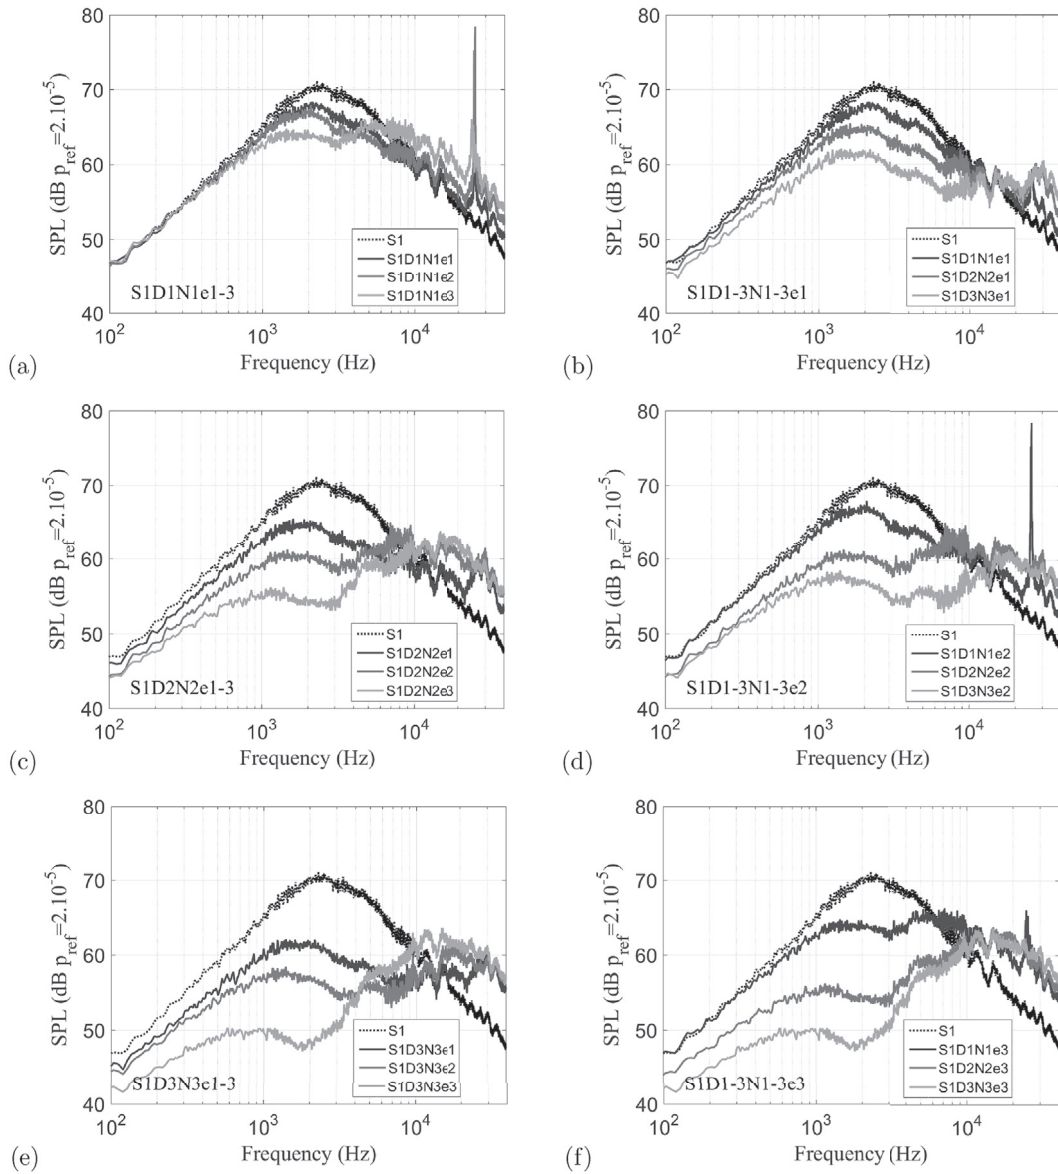 80
70
60
50
40
SPL (dB p_ref=2.10^-5)
S1
S1D1N1e1
S1D1N1e2
S1D1N1e3
S1D1N1e1-3
10^2 10^3 10^4
Frequency (Hz)
(a)
80
70
60
50
40
SPL (dB p_ref=2.10^-5)
S1
S1D1N1e1
S1D2N2e1
S1D3N3e1
S1D1-3N1-3e1
10^2 10^3 10^4
Frequency (Hz)
(b)
80
70
60
50
40
SPL (dB p_ref=2.10^-5)
S1
S1D2N2e1
S1D2N2e2
S1D2N2e3
S1D2N2e1-3
10^2 10^3 10^4
Frequency (Hz)
(c)
80
70
60
50
40
SPL (dB p_ref=2.10^-5)
S1
S1D1N1e2
S1D2N2e2
S1D3N3e2
S1D1-3N1-3e2
10^2 10^3 10^4
Frequency (Hz)
(d)
80
70
60
50
40
SPL (dB p_ref=2.10^-5)
S1
S1D3N3e1
S1D3N3e2
S1D3N3e3
S1D3N3e1-3
10^2 10^3 10^4
Frequency (Hz)
(e)
80
70
60
50
40
SPL (dB p_ref=2.10^-5)
S1
S1D1N1e3
S1D2N2e3
S1D3N3e3
S1D1-3N1-3e3
10^2 10^3 10^4
Frequency (Hz)
(f)